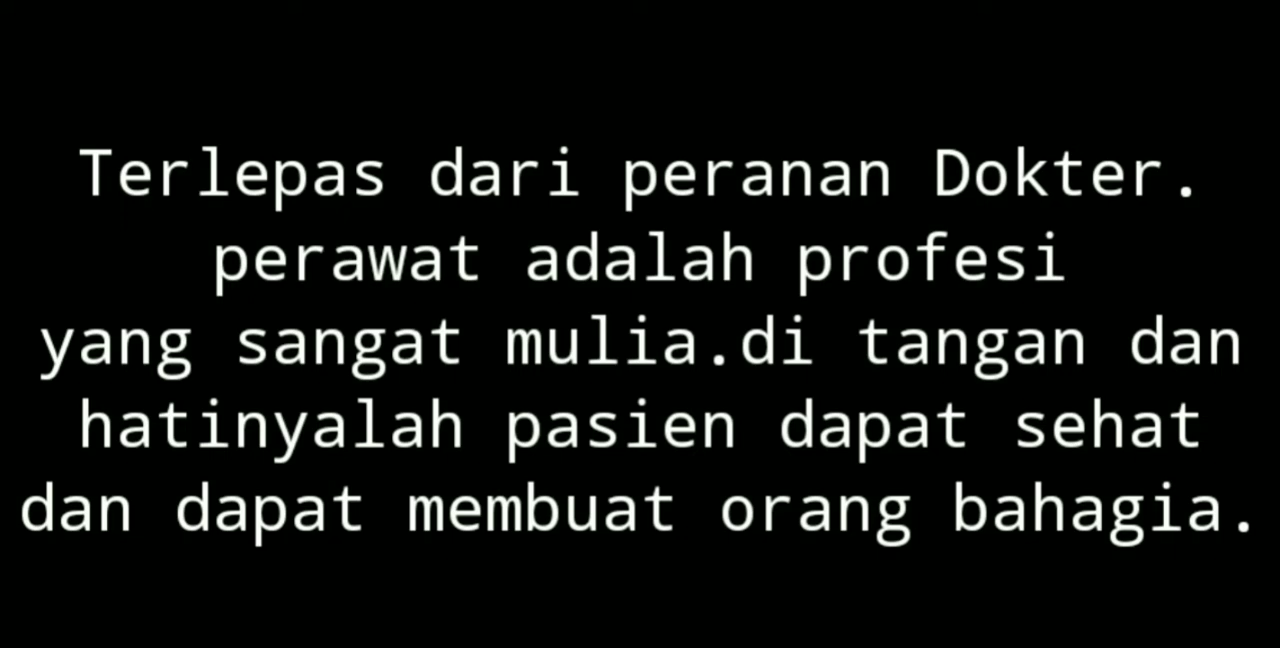 Terlepas dari peranan Dokter.
perawat adalah profesi
yang sangat mulia.di tangan dan
hatinyalah pasien dapat sehat
dan dapat membuat orang bahagia.